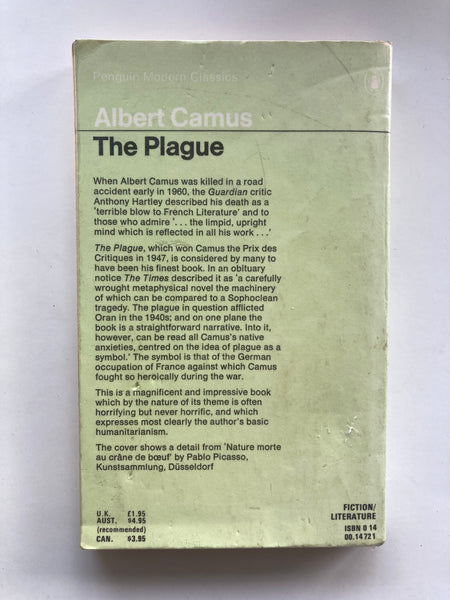 Penguin Modern Classics
Albert Camus
The Plague
When Albert Camus was killed in a road
accident early in 1960, the Guardian critic
Anthony Hartley described his death as a
'terrible blow to French Literature' and to
those who admire '. . . the limpid, upright
mind which is reflected in all his work . . .'
The Plague, which won Camus the Prix des
Critiques in 1947, is considered by many to
have been his finest book. In an obituary
notice The Times described it as 'a carefully
wrought metaphysical novel the machinery
of which can be compared to a Sophoclean
tragedy. The plague in question afflicted
Oran in the 1940s; and on one plane the
book is a straightforward narrative. Into it,
however, can be read all Camus's native
anxieties, centred on the idea of plague as a
symbol.' The symbol is that of the German
occupation of France against which Camus
fought so heroically during the war.
This is a magnificent and impressive book
which by the nature of its theme is often
horrifying but never horrific, and which
expresses most clearly the author's basic
humanitarianism.
The cover shows a detail from 'Nature morte
au crâne de bœuf' by Pablo Picasso,
Kunstsammlung, Düsseldorf
U.K. £1.95
AUST. $4.95
(recommended)
CAN. $3.95
FICTION/
LITERATURE
ISBN 0 14
00.1472 1